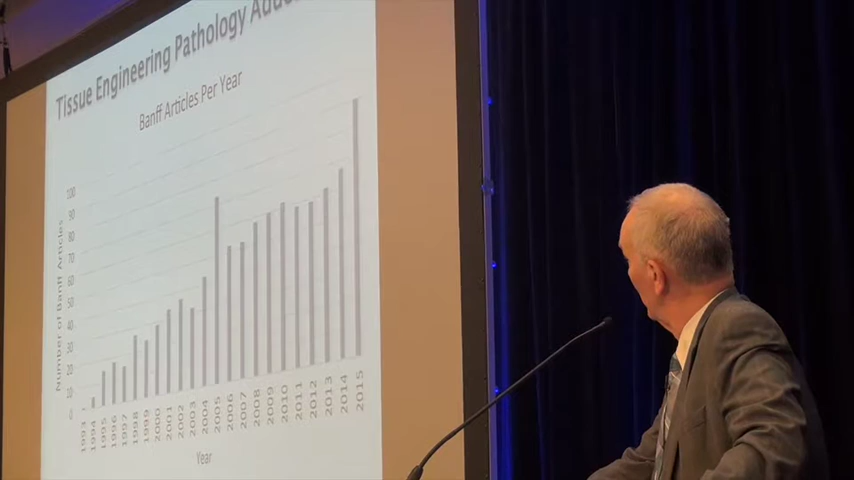 Tissue Engineering Pathology
Banff Articles Per Year
100
90
80
70
60
50
40
30
20
10
0
Number of Banff Articles
1993 1994 1995 1996 1997 1998 1999 2000 2001 2002 2003 2004 2005 2006 2007 2008 2009 2010 2011 2012 2013 2014 2015
Year